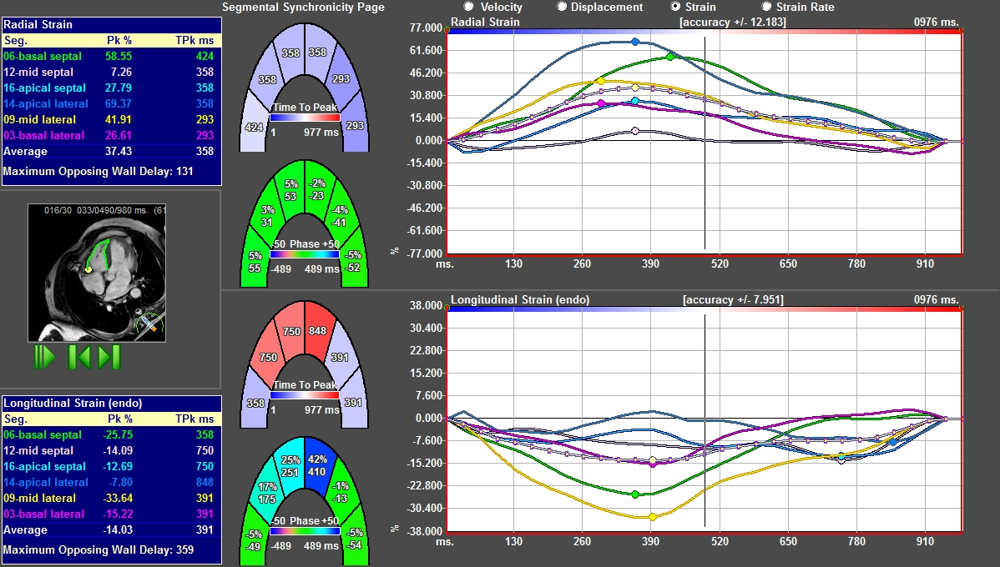 Segmental Synchronicity Page
Velocity Displacement Strain Strain Rate
Radial Strain
Seg. Pk % TPk ms
06-basal septal 58.55 424
12-mid septal 7.26 358
16-apical septal 27.79 358
14-apical lateral 69.37 358
09-mid lateral 41.91 293
03-basal lateral 26.61 293
Average 37.43 358
Maximum Opposing Wall Delay: 131
358 358
358 293
424 293
Time To Peak
1 977 ms
5% -2%
53 -23
3% -4%
31 -41
5% -5%
55 -52
-50 Phase +50
-489 489 ms
Radial Strain [accuracy +/- 12.183] 0976 ms.
77.000
61.600
46.200
30.800
15.400
0.000
-15.400
-30.800
-46.200
-61.600
-77.000
%
ms. 130 260 390 520 650 780 910
016/30 033/0490/980 ms. (61
Longitudinal Strain (endo)
Seg. Pk % TPk ms
06-basal septal -25.75 358
12-mid septal -14.09 750
16-apical septal -12.69 750
14-apical lateral -7.80 848
09-mid lateral -33.64 391
03-basal lateral -15.22 391
Average -14.03 391
Maximum Opposing Wall Delay: 359
750 848
750 391
358 391
Time To Peak
1 977 ms
25% 42%
251 410
17% -1%
175 -13
-5% -5%
-49 -54
-50 Phase +50
-489 489 ms
Longitudinal Strain (endo) [accuracy +/- 7.951] 0976 ms.
38.000
30.400
22.800
15.200
7.600
0.000
-7.600
-15.200
-22.800
-30.400
-38.000
%
ms. 130 260 390 520 650 780 910